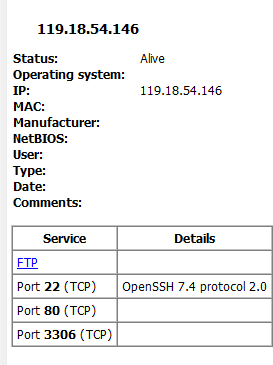 119.18.54.146
Status: Alive
Operating system:
IP: 119.18.54.146
MAC:
Manufacturer:
NetBIOS:
User:
Type:
Date:
Comments:
Service Details
FTP
Port 22 (TCP) OpenSSH 7.4 protocol 2.0
Port 80 (TCP)
Port 3306 (TCP)